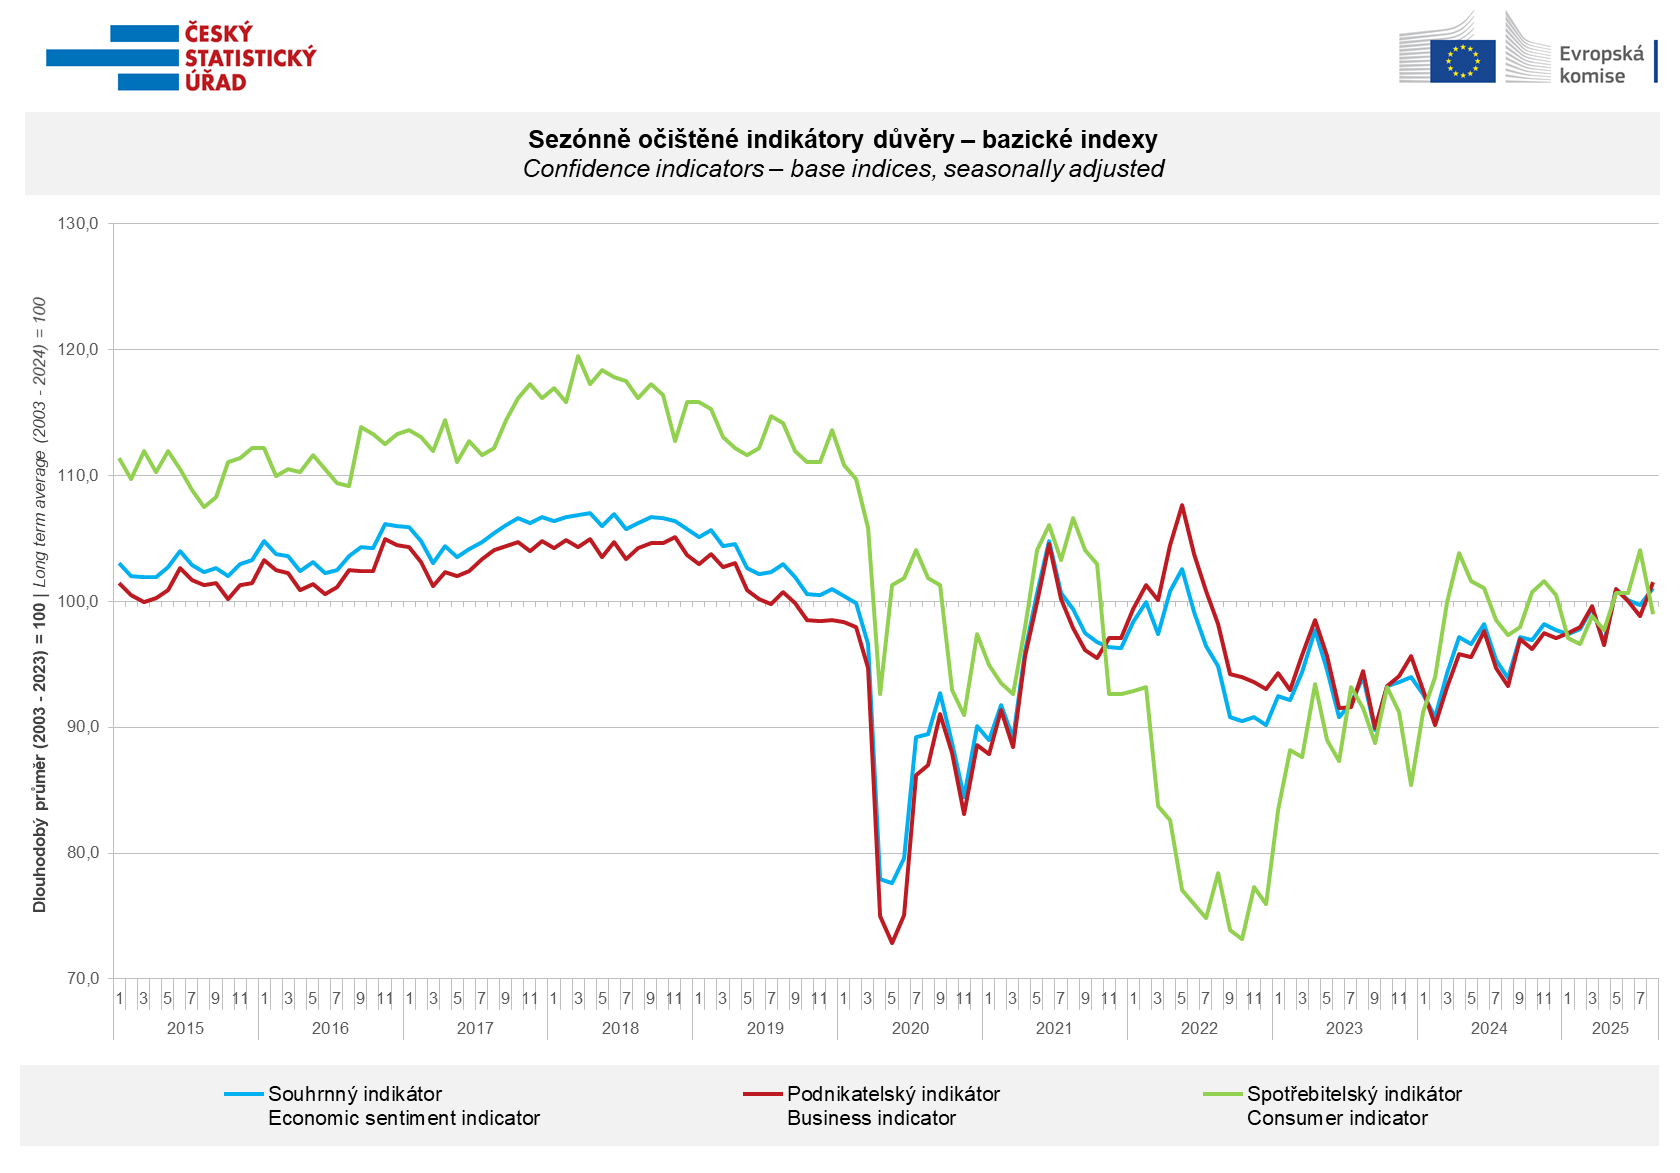 ČESKÝ
STATISTICKÝ
ÚŘAD
Evropská
komise
Sezónně očištěné indikátory důvěry – bazické indexy
Confidence indicators – base indices, seasonally adjusted
Dlouhodobý průměr (2003 - 2023) = 100 | Long term average (2003 - 2024) = 100
130,0
120,0
110,0
100,0
90,0
80,0
70,0
1 3 5 7 9 11 1 3 5 7 9 11 1 3 5 7 9 11 1 3 5 7 9 11 1 3 5 7 9 11 1 3 5 7 9 11 1 3 5 7 9 11 1 3 5 7 9 11 1 3 5 7 9 11 1 3 5 7 9 11 1 3 5 7
2015 2016 2017 2018 2019 2020 2021 2022 2023 2024 2025
Souhrnný indikátor
Economic sentiment indicator
Podnikatelský indikátor
Business indicator
Spotřebitelský indikátor
Consumer indicator